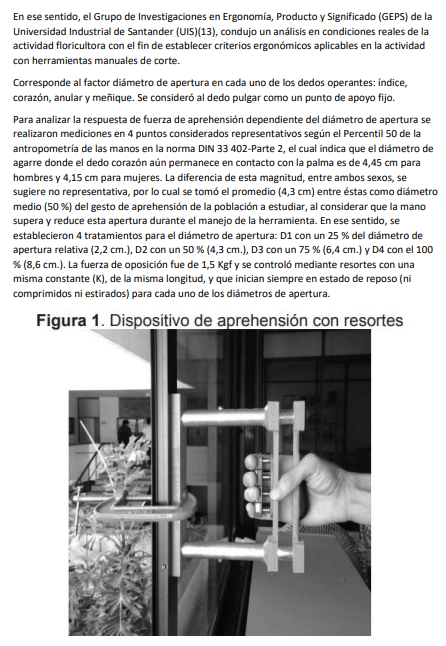 En ese sentido, el Grupo de Investigaciones en Ergonomía, Producto y Significado (GEPS) de la
Universidad Industrial de Santander (UIS)(13), condujo un análisis en condiciones reales de la
actividad floricultora con el fin de establecer criterios ergonómicos aplicables en la actividad
con herramientas manuales de corte.
Corresponde al factor diámetro de apertura en cada uno de los dedos operantes: índice,
corazón, anular y meñique. Se consideró al dedo pulgar como un punto de apoyo fijo.
Para analizar la respuesta de fuerza de aprehensión dependiente del diámetro de apertura se
realizaron mediciones en 4 puntos considerados representativos según el Percentil 50 de la
antropometría de las manos en la norma DIN 33 402-Parte 2, el cual indica que el diámetro de
agarre donde el dedo corazón aún permanece en contacto con la palma es de 4,45 cm para
hombres y 4,15 cm para mujeres. La diferencia de esta magnitud, entre ambos sexos, se
sugiere no representativa, por lo cual se tomó el promedio (4,3 cm) entre éstas como diámetro
medio (50 %) del gesto de aprehensión de la población a estudiar, al considerar que la mano
supera y reduce esta apertura durante el manejo de la herramienta. En ese sentido, se
establecieron 4 tratamientos para el diámetro de apertura: D1 con un 25 % del diámetro de
apertura relativa (2,2 cm.), D2 con un 50 % (4,3 cm.), D3 con un 75 % (6,4 cm.) y D4 con el 100
% (8,6 cm.). La fuerza de oposición fue de 1,5 Kgf y se controló mediante resortes con una
misma constante (K), de la misma longitud, y que inician siempre en estado de reposo (ni
comprimidos ni estirados) para cada uno de los diámetros de apertura.
Figura 1. Dispositivo de aprehensión con resortes